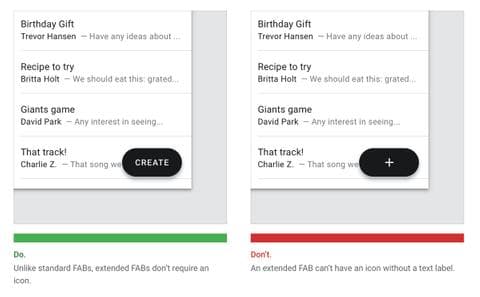 Birthday Gift
Trevor Hansen — Have any ideas about ...
Recipe to try
Britta Holt — We should eat this: grated...
Giants game
David Park — Any interest in seeing...
That track!
Charlie Z. — That song we
CREATE
Do.
Unlike standard FABs, extended FABs don't require an
icon.
Birthday Gift
Trevor Hansen — Have any ideas about ...
Recipe to try
Britta Holt — We should eat this: grated...
Giants game
David Park — Any interest in seeing...
That track!
Charlie Z. — That song we
+
Don't.
An extended FAB can't have an icon without a text label.